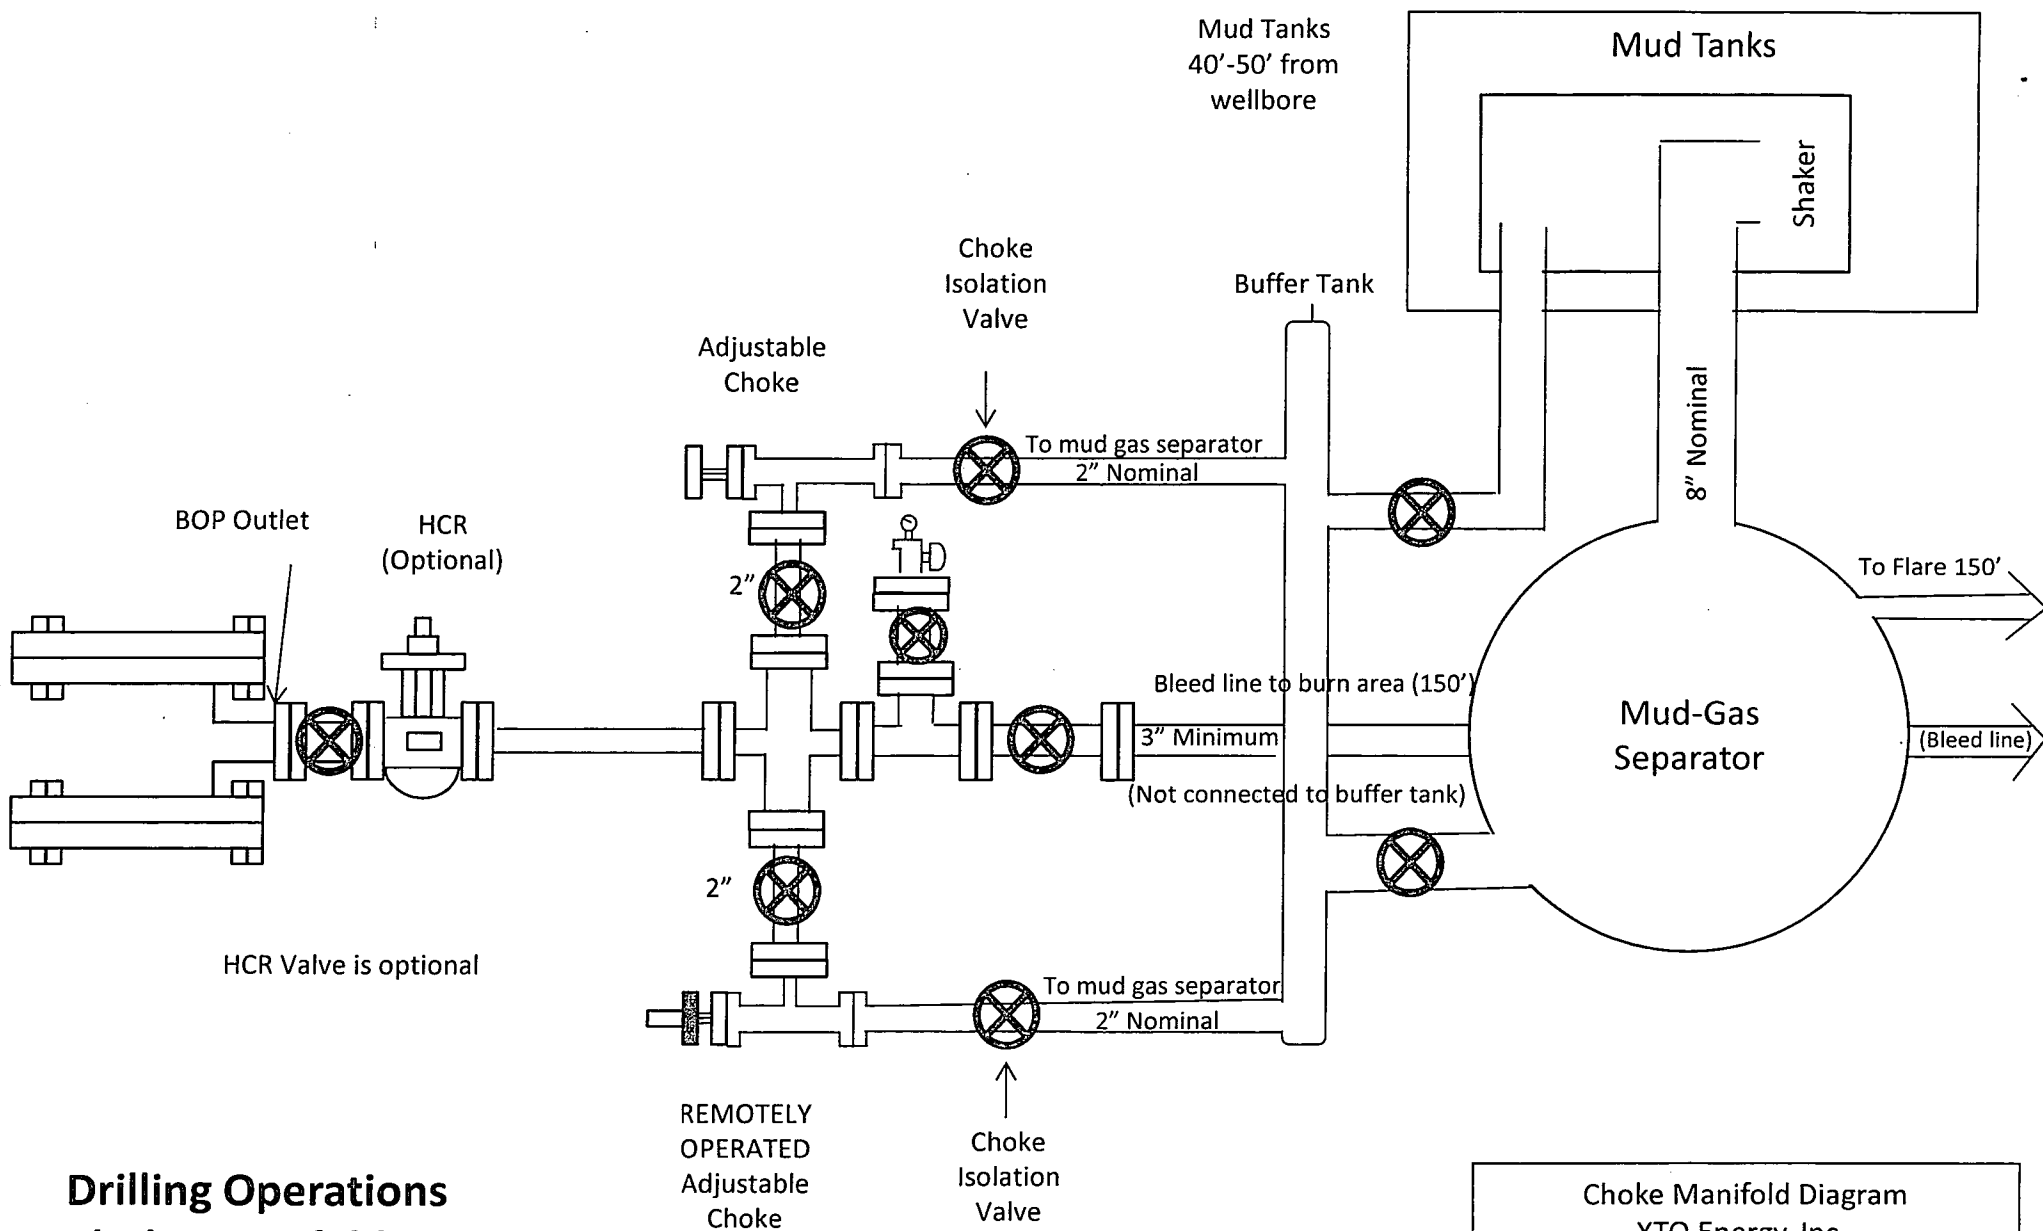 Mud Tanks
40'-50' from
wellbore
Mud Tanks
Shaker
Choke
Isolation
Valve
Buffer Tank
Adjustable
Choke
8" Nominal
To mud gas separator
2" Nominal
BOP Outlet
HCR
(Optional)
2"
To Flare 150'
Bleed line to burn area (150')
3" Minimum
(Not connected to buffer tank)
Mud-Gas
Separator
(Bleed line)
2"
HCR Valve is optional
To mud gas separator
2" Nominal
REMOTELY
OPERATED
Adjustable
Choke
Choke
Isolation
Valve
Drilling Operations
Choke Manifold Diagram
XTO Energy, Inc